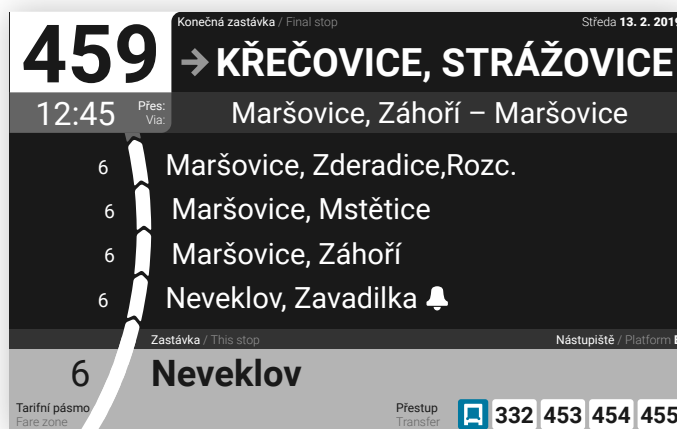 459
Konečná zastávka / Final stop
Středa 13. 2. 2019
→ KŘEČOVICE, STRÁŽOVICE
12:45
Přes:
Via:
Maršovice, Záhoří – Maršovice
6 Maršovice, Zderadice,Rozc.
6 Maršovice, Mstětice
6 Maršovice, Záhoří
6 Neveklov, Zavadilka
Zastávka / This stop
Nástupiště / Platform
6 Neveklov
Tarifní pásmo
Fare zone
Přestup
Transfer
332 453 454 455